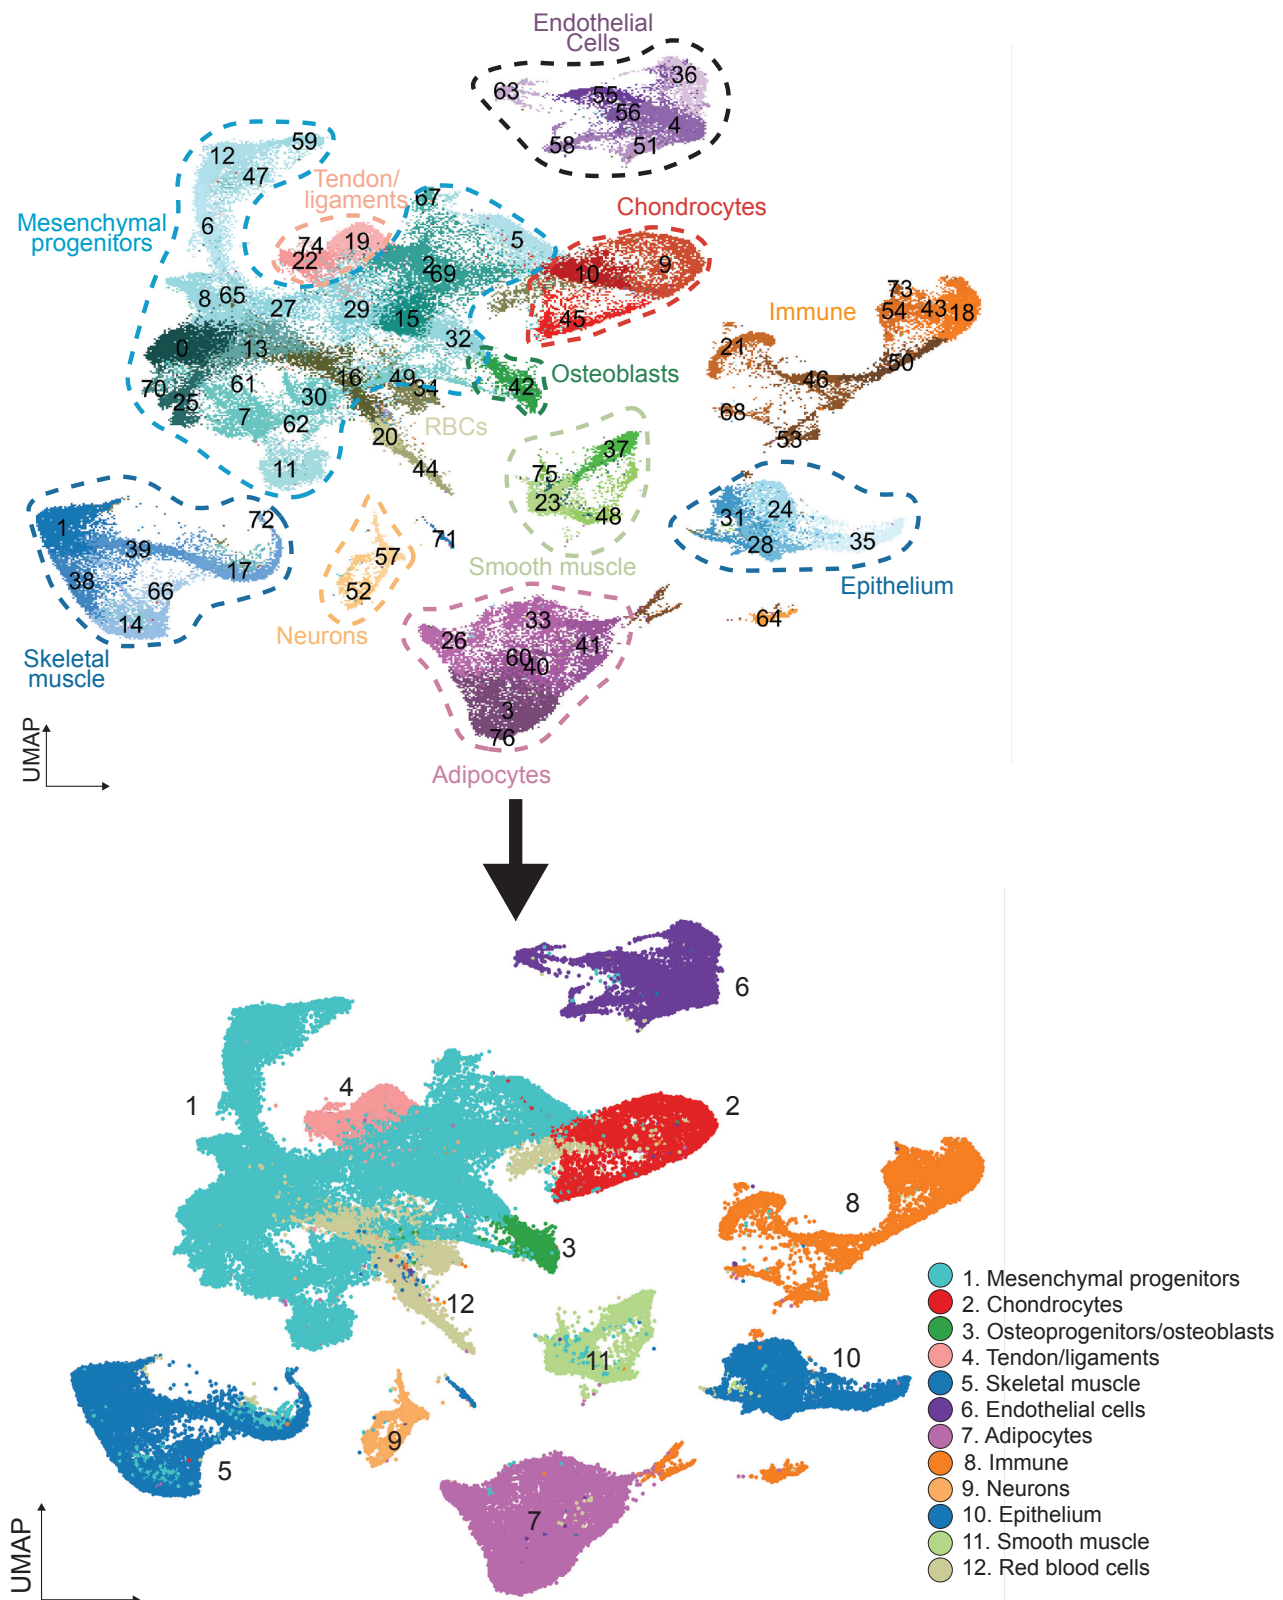 Endothelial
Cells
63
55
36
56
4
58
51
59
12
47
Tendon/
ligaments
67
Mesenchymal
progenitors
6
74
19
22
5
Chondrocytes
2
69
10
9
8
65
27
29
15
45
32
0
13
73
54
43
18
Immune
21
50
46
70
25
61
7
30
62
16
49
34
42
Osteoblasts
68
53
RBCs
20
44
11
37
75
23
48
Smooth muscle
1
39
72
38
66
17
14
Skeletal
muscle
57
52
71
Neurons
31
24
28
35
Epithelium
64
33
26
60
40
41
3
76
Adipocytes
UMAP
6
1
4
2
8
3
12
11
10
5
9
7
1. Mesenchymal progenitors
2. Chondrocytes
3. Osteoprogenitors/osteoblasts
4. Tendon/ligaments
5. Skeletal muscle
6. Endothelial cells
7. Adipocytes
8. Immune
9. Neurons
10. Epithelium
11. Smooth muscle
12. Red blood cells
UMAP